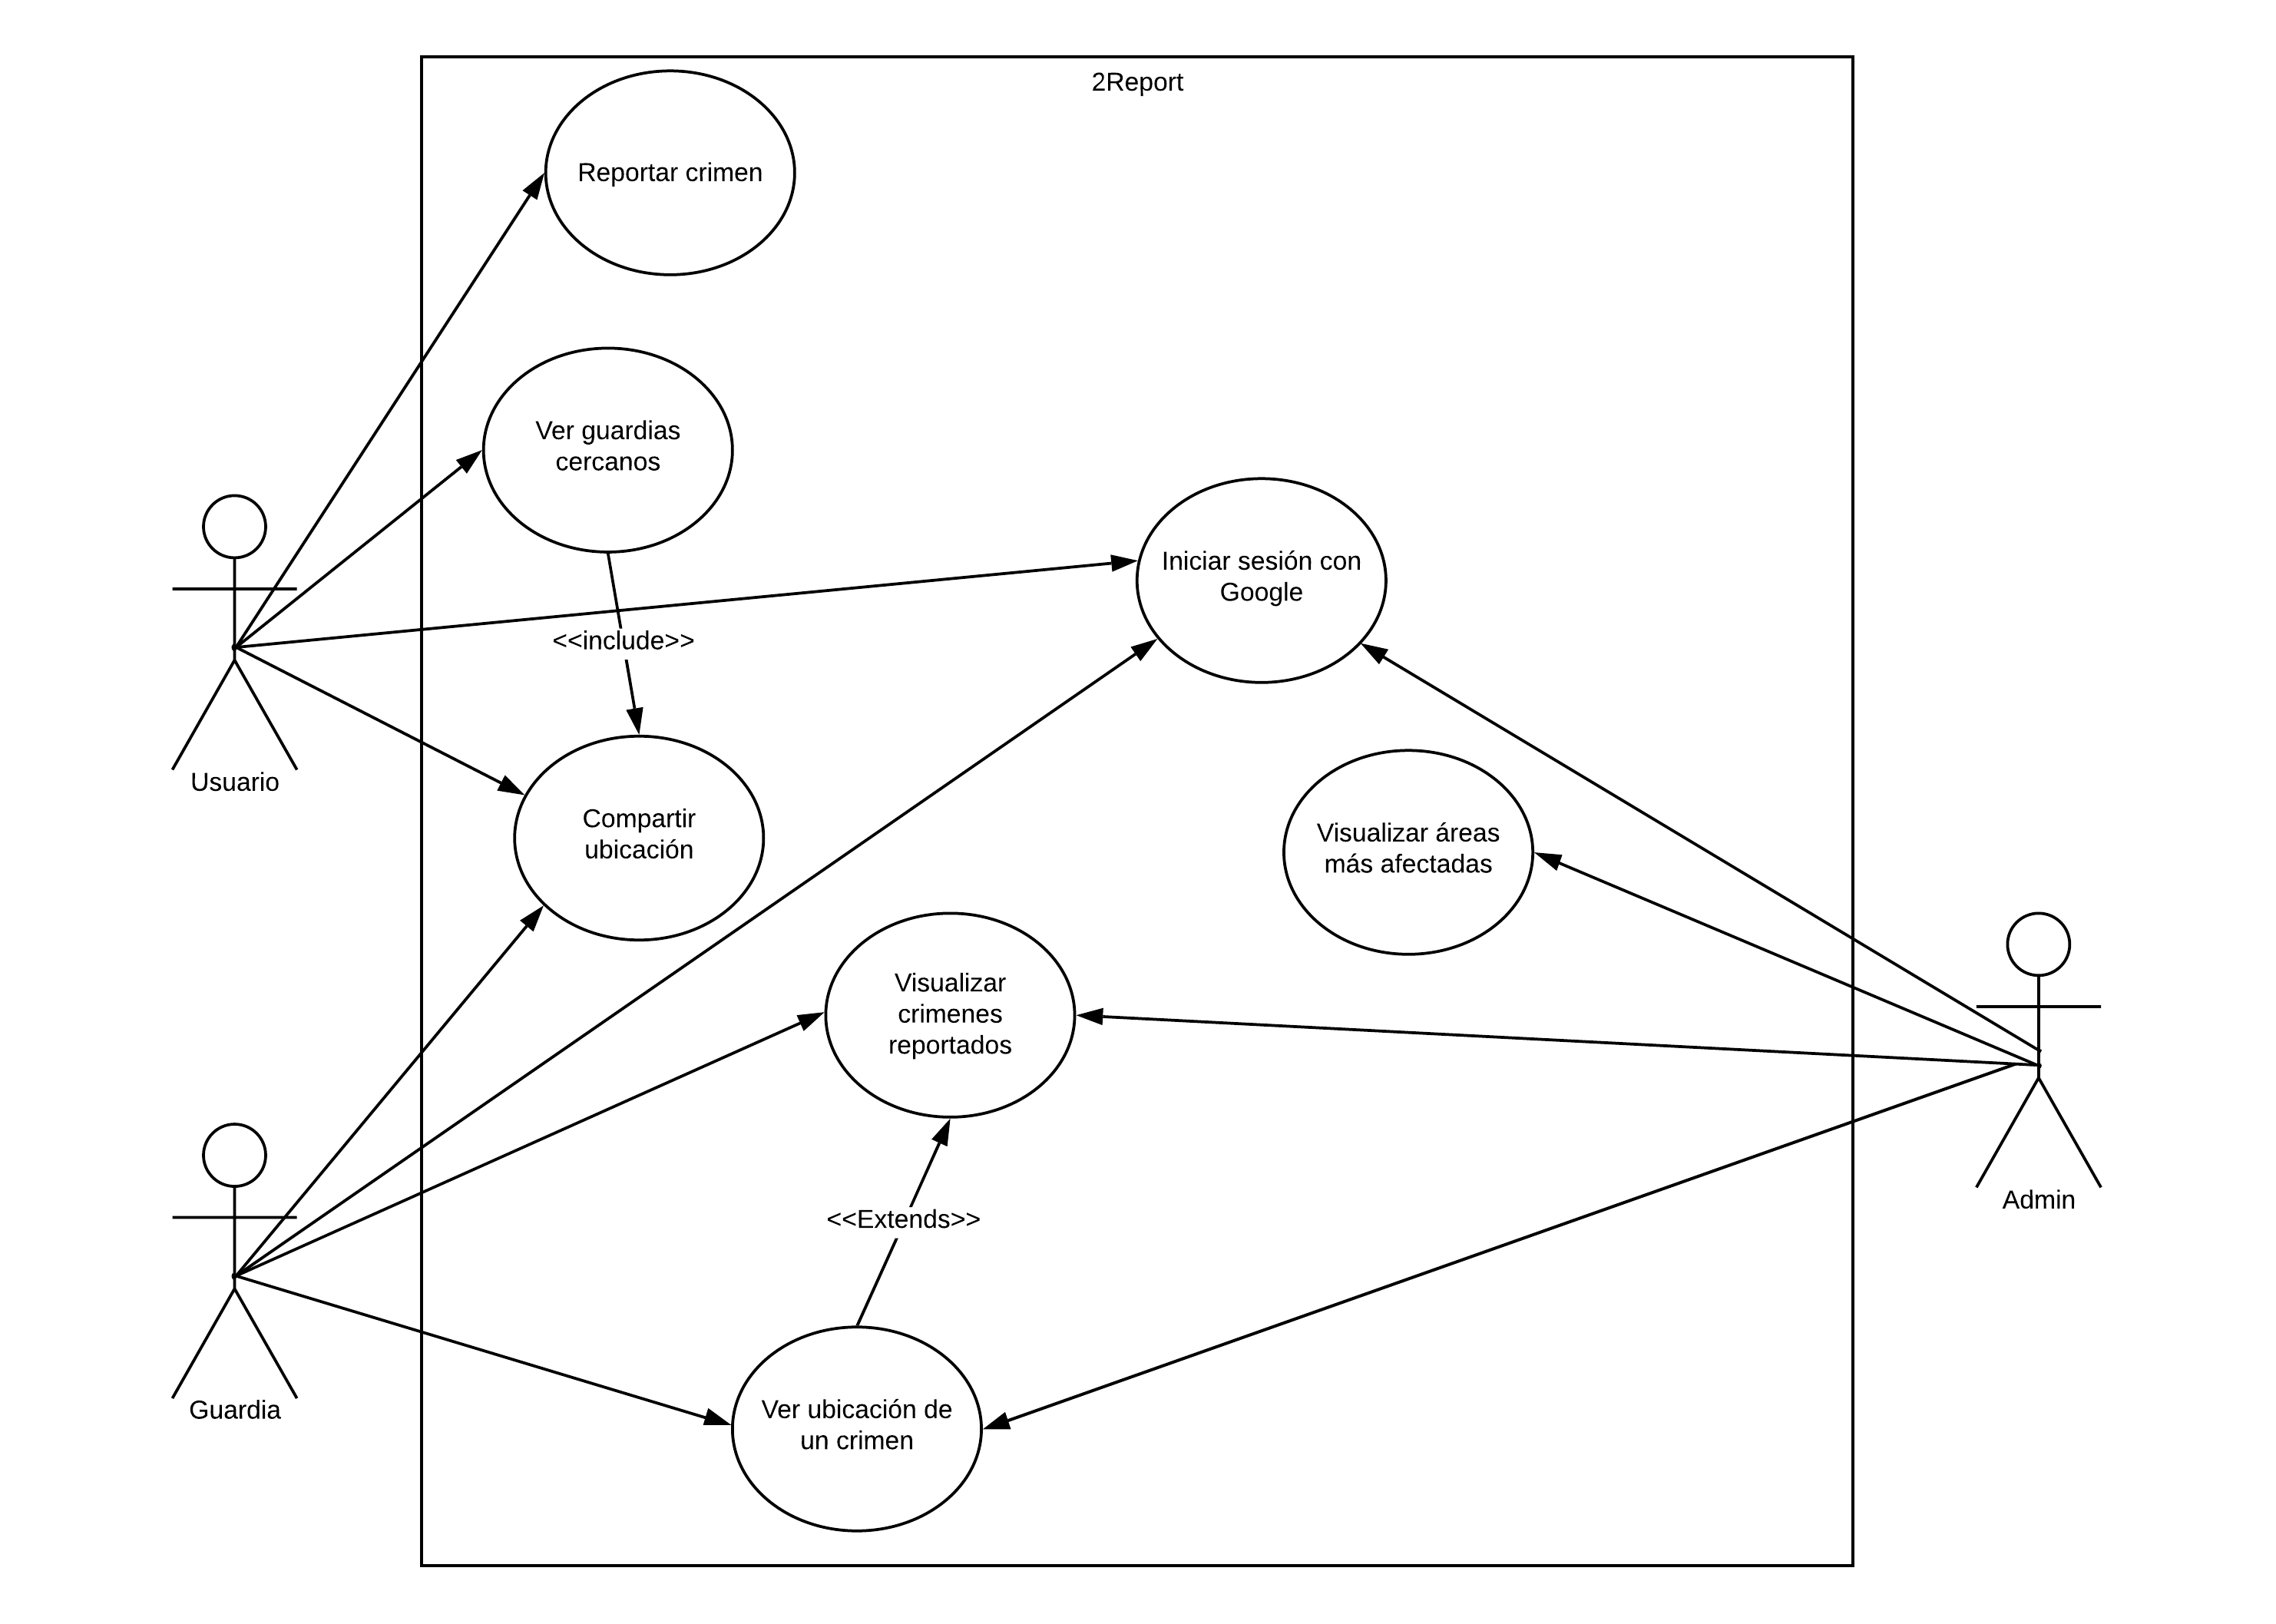 2Report
Reportar crimen
Ver guardias
cercanos
Iniciar sesión con
Google
<<include>>
Usuario
Compartir
ubicación
Visualizar áreas
más afectadas
Visualizar
crimenes
reportados
Admin
<<Extends>>
Guardia
Ver ubicación de
un crimen